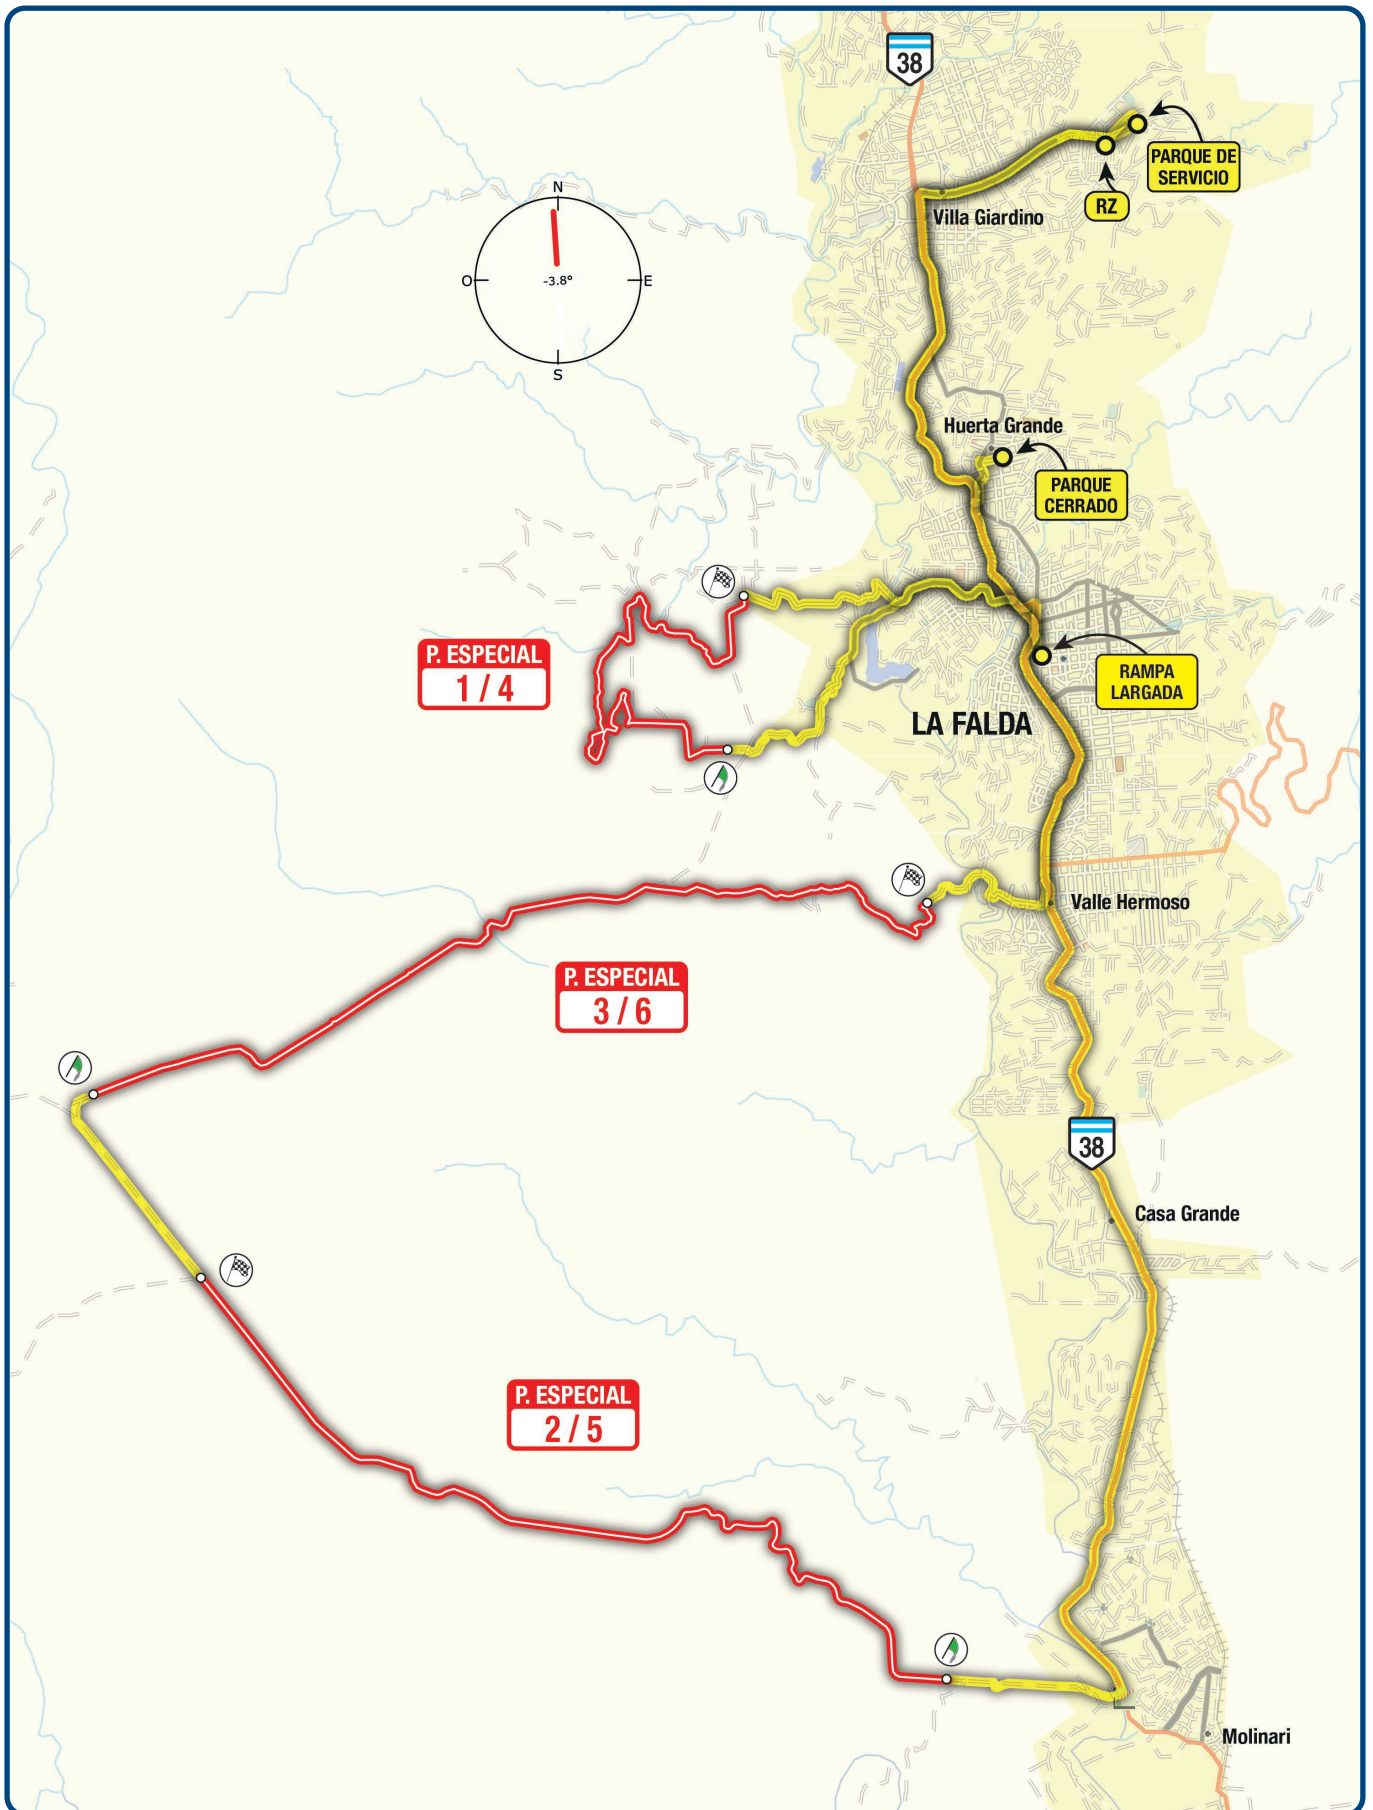 38
PARQUE DE
SERVICIO
RZ
Villa Giardino
N
O
-3.8°
E
S
Huerta Grande
PARQUE
CERRADO
P. ESPECIAL
1 / 4
RAMPA
LARGADA
LA FALDA
Valle Hermoso
P. ESPECIAL
3 / 6
38
Casa Grande
P. ESPECIAL
2 / 5
Molinari